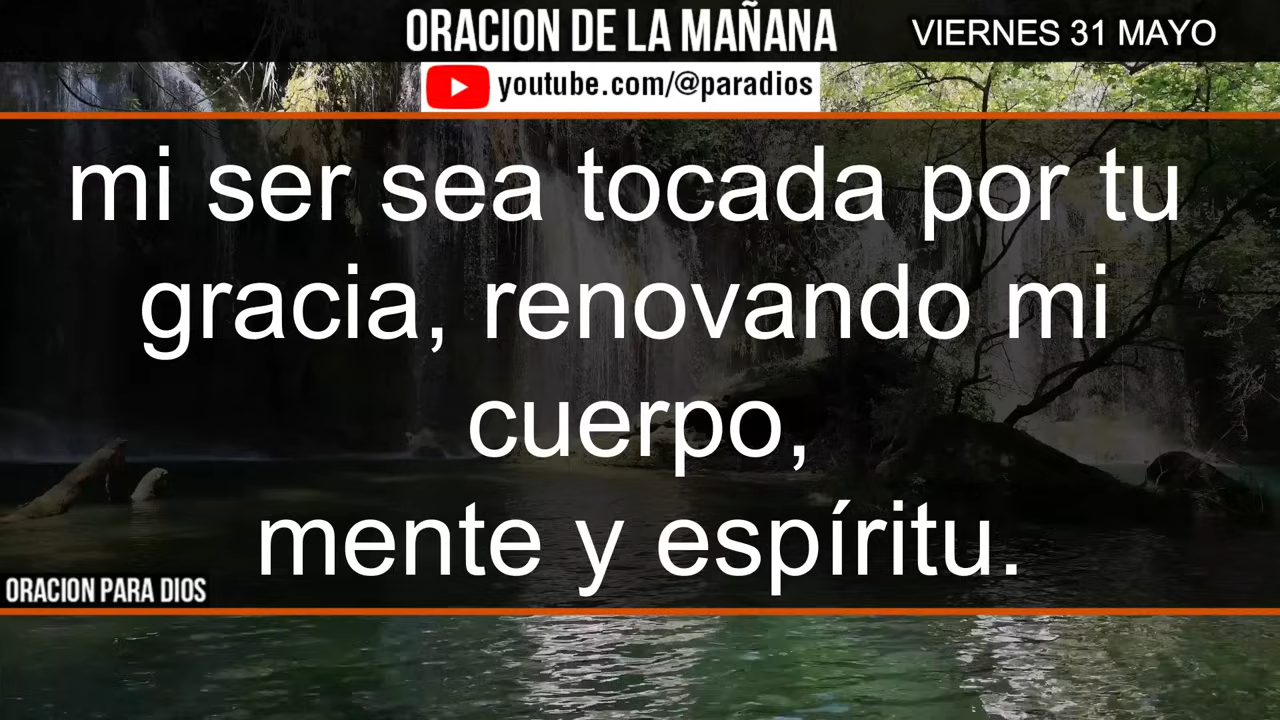 ORACION DE LA MAÑANA
VIERNES 31 MAYO
youtube.com/@paradios
mi ser sea tocada por tu
gracia, renovando mi
cuerpo,
mente y espíritu.
ORACION PARA DIOS